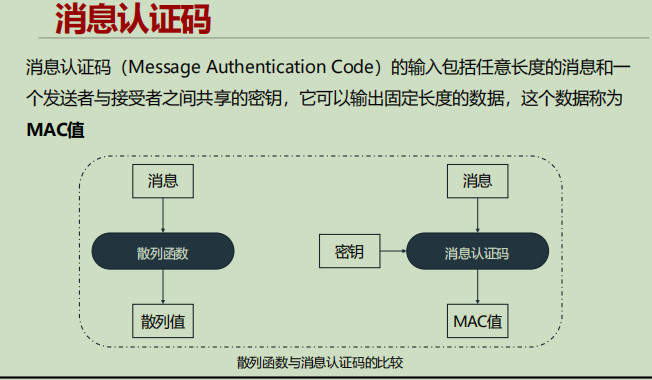 消息认证码
消息认证码（Message Authentication Code）的输入包括任意长度的消息和一
个发送者与接受者之间共享的密钥，它可以输出固定长度的数据，这个数据称为
MAC值
消息 消息
散列函数 密钥 消息认证码
散列值 MAC值
散列函数与消息认证码的比较